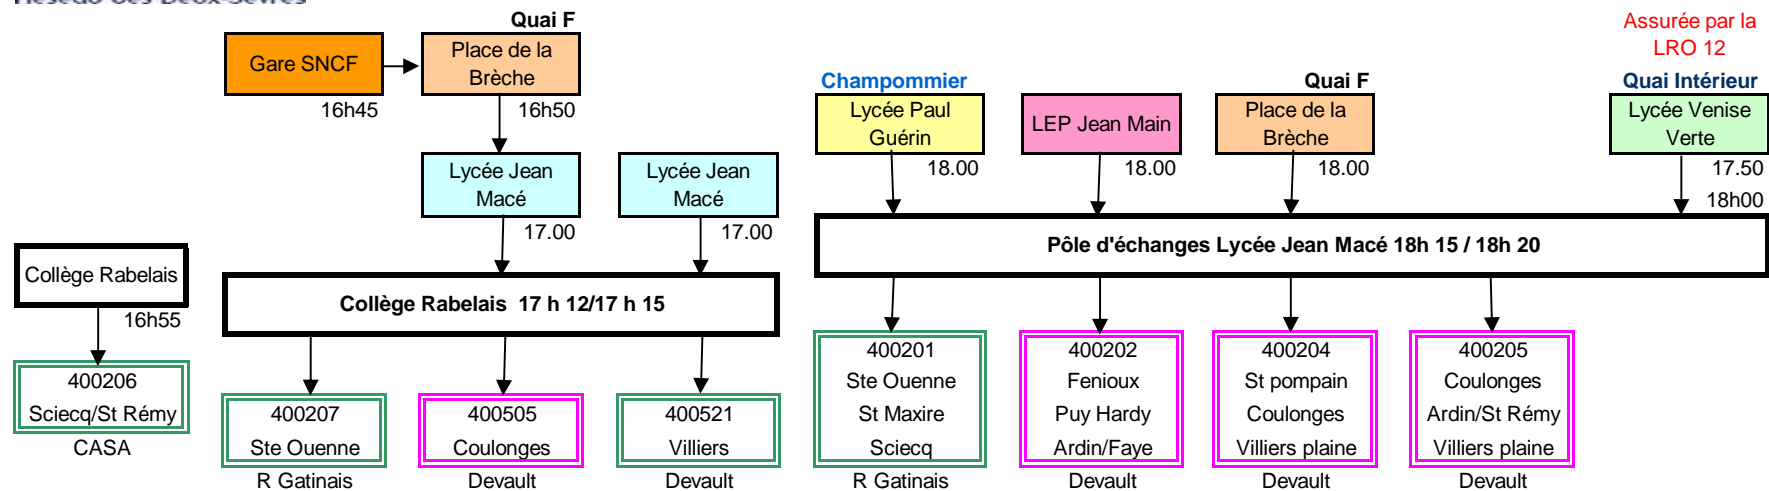 Réseau des Deux-Sèvres
Quai F
Gare SNCF
Place de la
Brèche
16h45
16h50
Lycée Jean
Macé
17.00
Lycée Jean
Macé
17.00
Collège Rabelais
16h55
Collège Rabelais  17 h 12/17 h 15
400206
Sciecq/St Rémy
CASA
400207
Ste Ouenne
R Gatinais
400505
Coulonges
Devault
400521
Villiers
Devault
Champommier
Lycée Paul
Guérin
18.00
LEP Jean Main
18.00
Quai F
Place de la
Brèche
18.00
Assurée par la
LRO 12
Quai Intérieur
Lycée Venise
Verte
17.50
18h00
Pôle d'échanges Lycée Jean Macé 18h 15 / 18h 20
400201
Ste Ouenne
St Maxire
Sciecq
R Gatinais
400202
Fenioux
Puy Hardy
Ardin/Faye
Devault
400204
St pompain
Coulonges
Villiers plaine
Devault
400205
Coulonges
Ardin/St Rémy
Villiers plaine
Devault